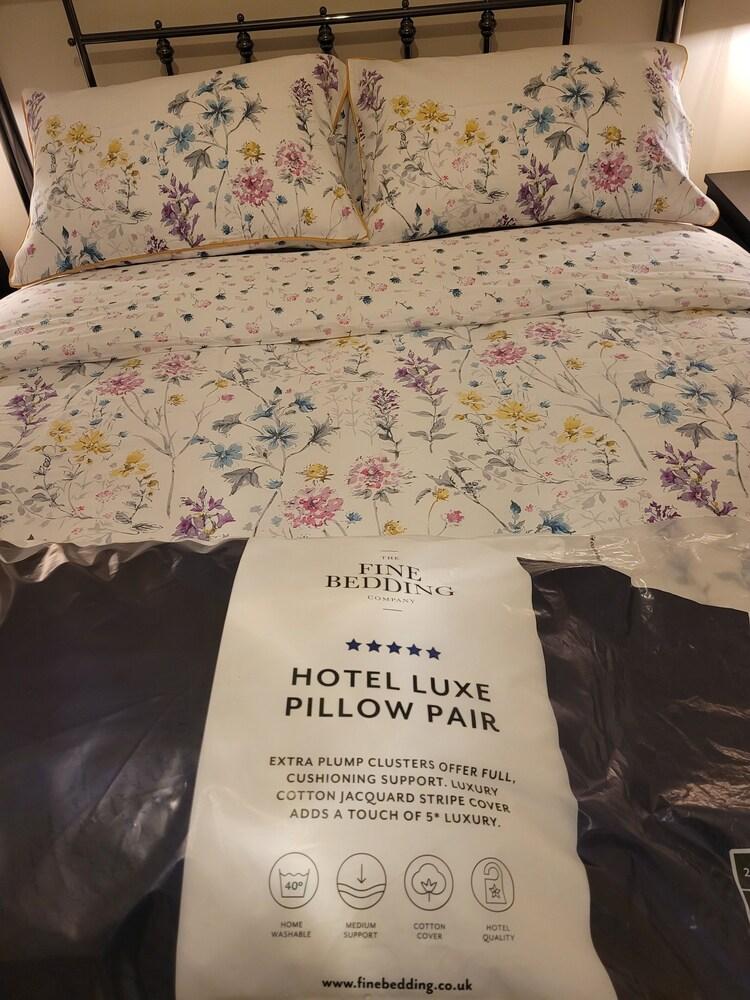 THE
FINE
BEDDING
COMPANY
HOTEL LUXE
PILLOW PAIR
EXTRA PLUMP CLUSTERS OFFER FULL,
CUSHIONING SUPPORT. LUXURY
COTTON JACQUARD STRIPE COVER
ADDS A TOUCH OF 5* LUXURY.
40°
HOME
WASHABLE
MEDIUM
SUPPORT
COTTON
COVER
HOTEL
QUALITY
www.finebedding.co.uk
2